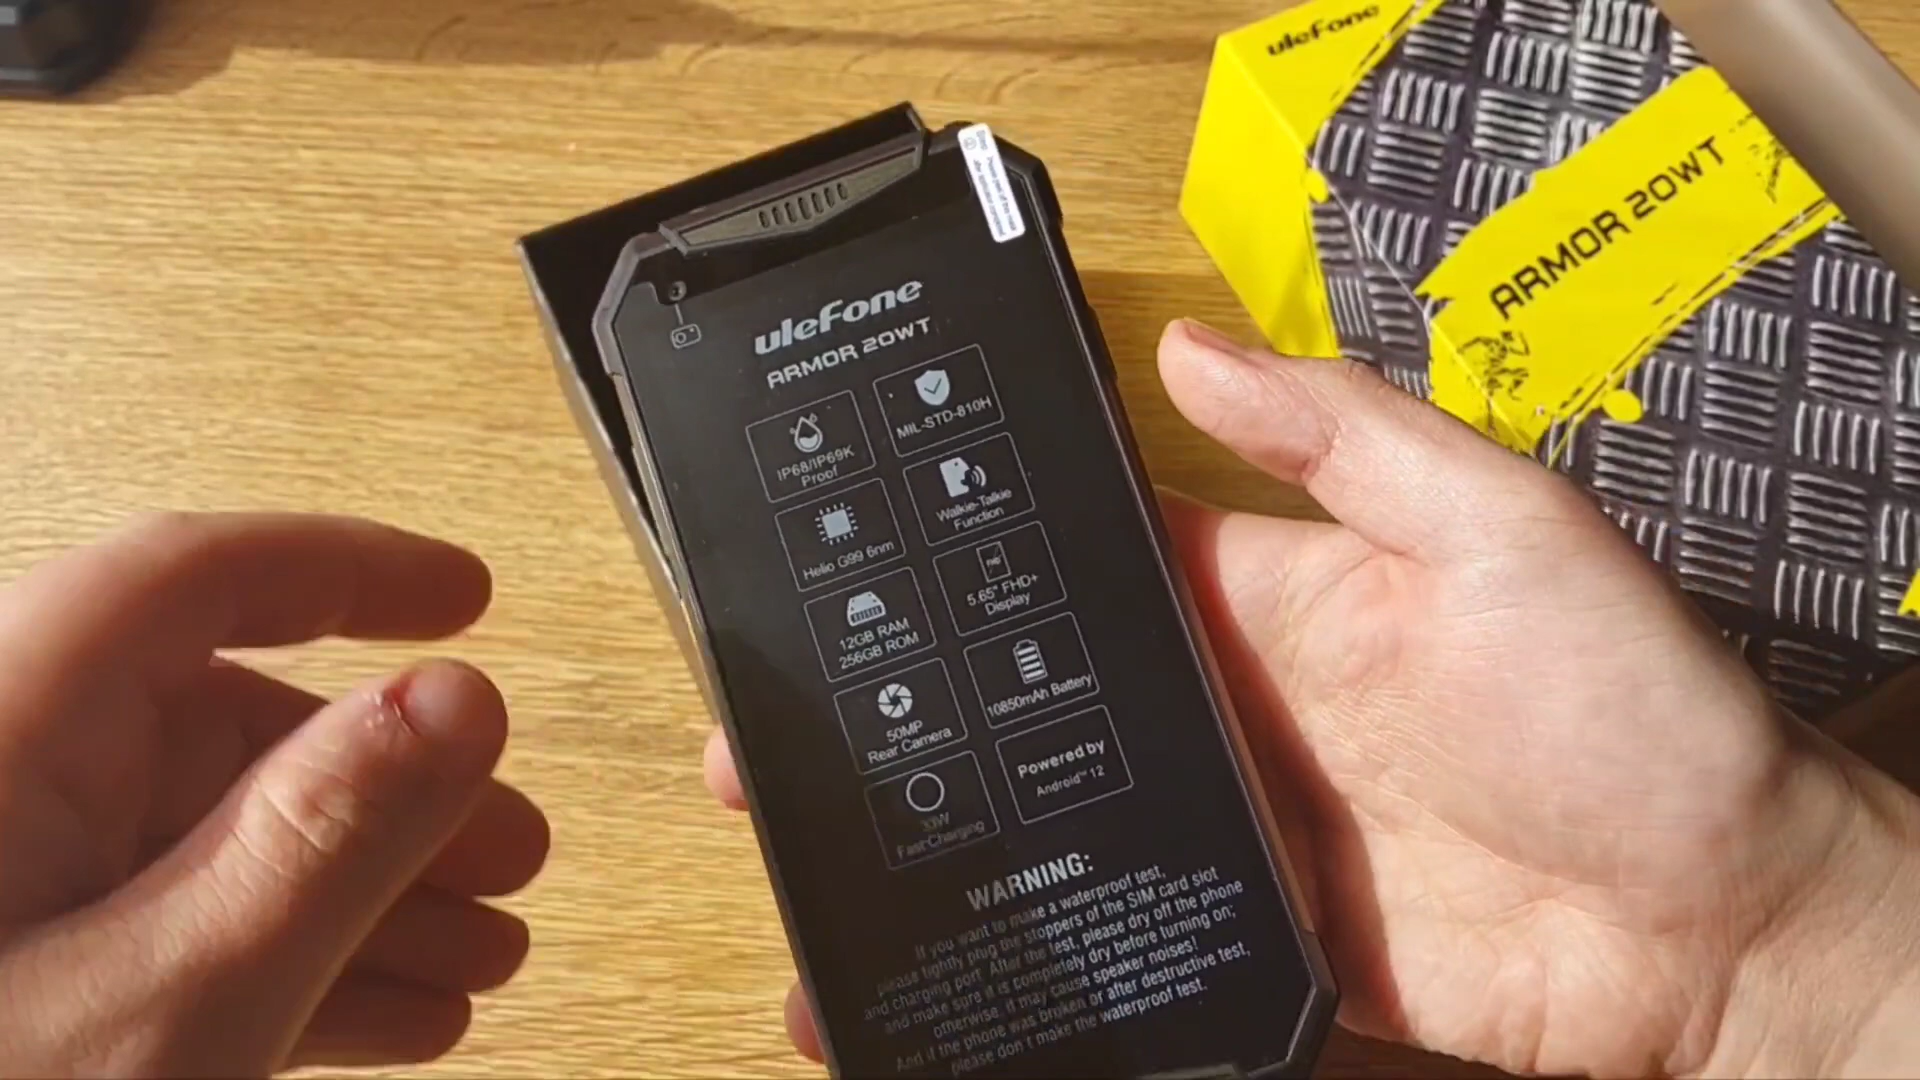 ulefone
ARMOR 20WT
uleFone
ARMOR 20WT
IP68/IP69K
Proof
MIL-STD-810H
Helio G99 6nm
Walkie-Talkie
Function
12GB RAM
256GB ROM
FHD
5.65" FHD+
Display
50MP
Rear Camera
10850mAh Battery
33W
Fast Charging
Powered by
Android™ 12
WARNING:
If you want to make a waterproof test,
please tightly plug the stoppers of the SIM card slot
and charging port. After the test, please dry off the phone
and make sure it is completely dry before turning on;
otherwise, it may cause speaker noises!
And if the phone was broken or after destructive test,
please don't make the waterproof test.